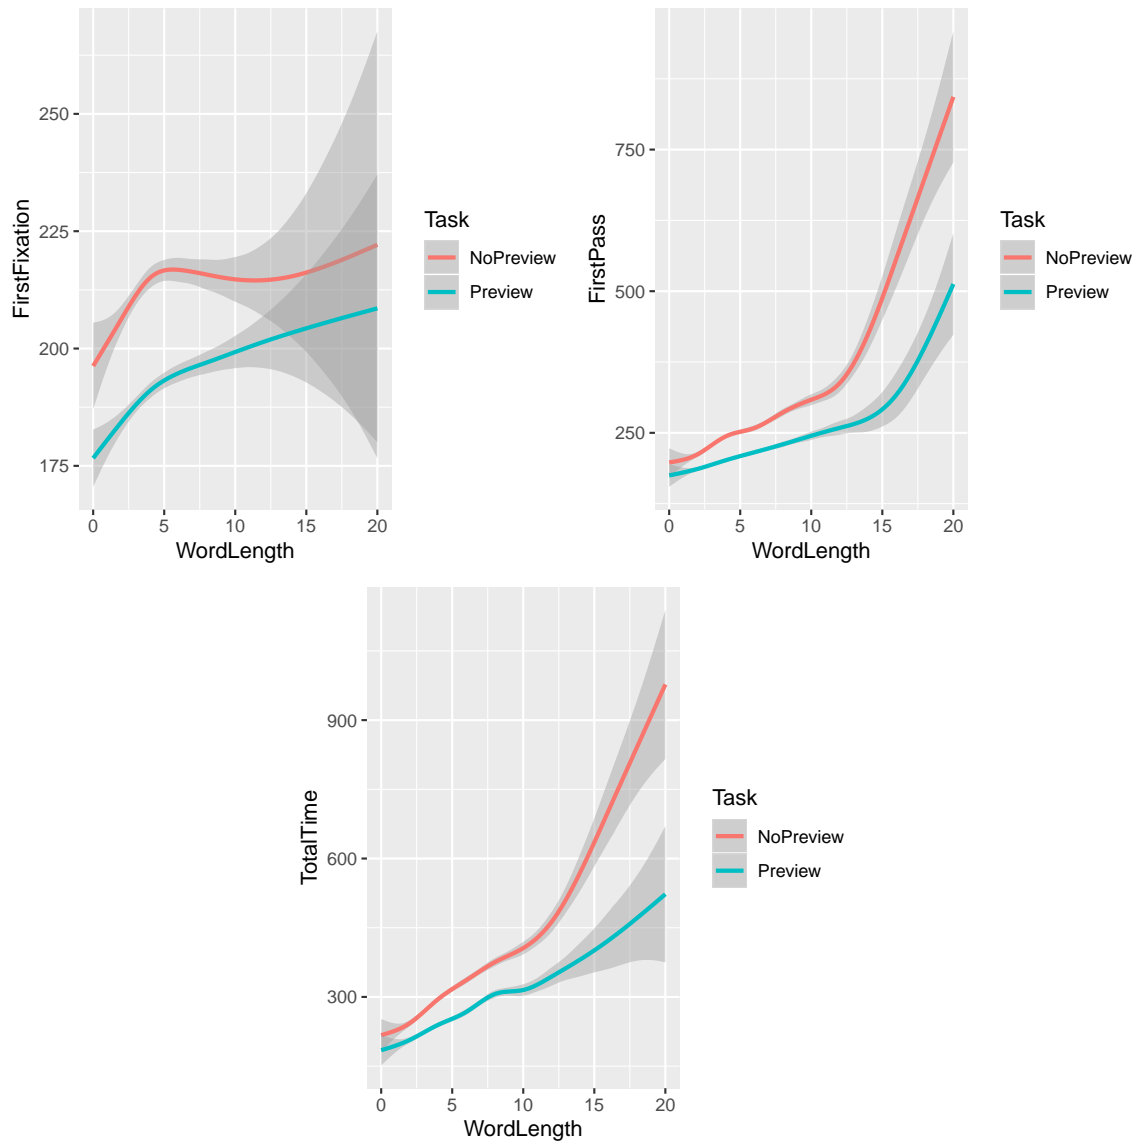 250
225
200
175
0 5 10 15 20
WordLength
FirstFixation
Task
NoPreview
Preview
750
500
250
0 5 10 15 20
WordLength
FirstPass
Task
NoPreview
Preview
900
600
300
0 5 10 15 20
WordLength
TotalTime
Task
NoPreview
Preview